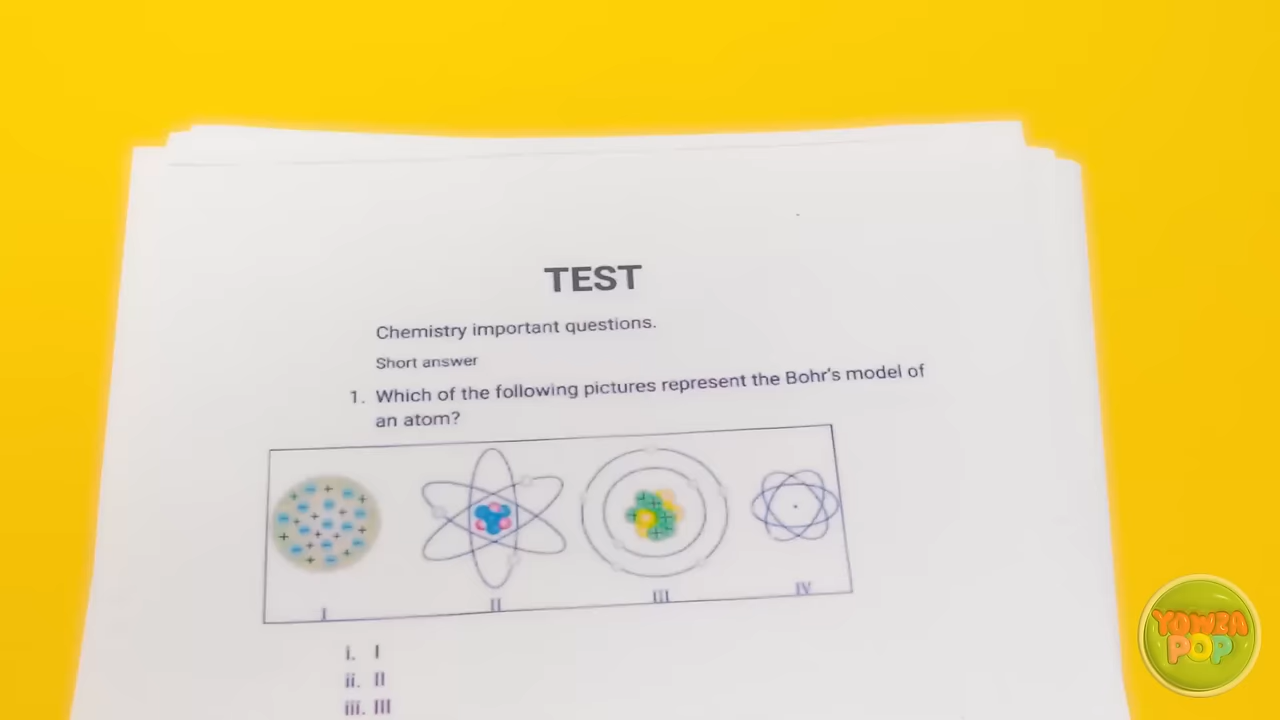 TEST
Chemistry important questions.
Short answer
1. Which of the following pictures represent the Bohr's model of
an atom?
I II III IV
i. I
ii. II
iii. III
YOWZA
POP